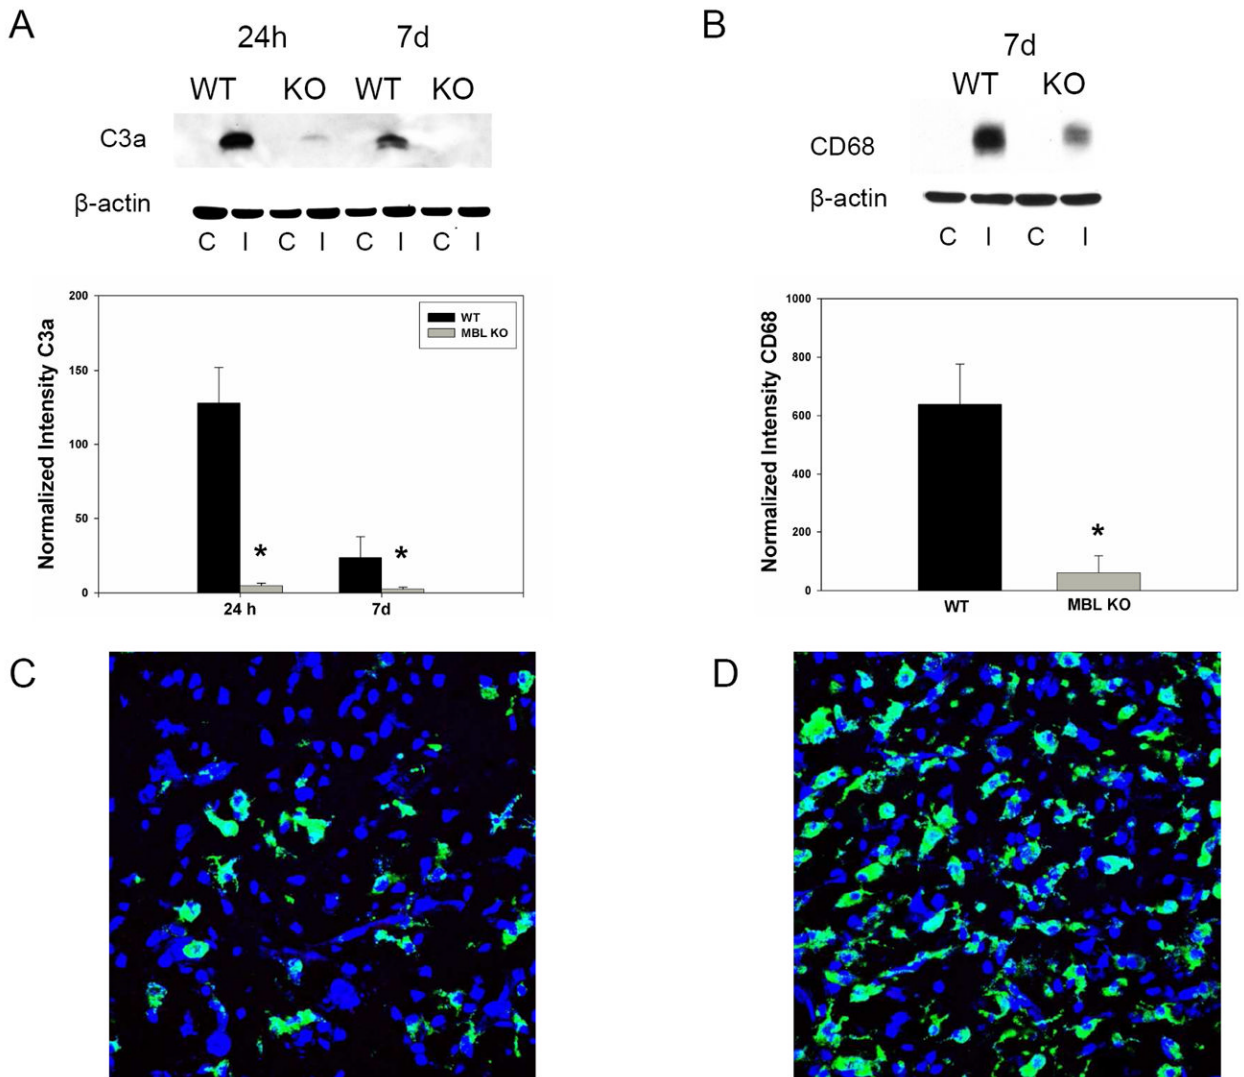 A
24h 7d
WT KO WT KO
C3a
β-actin
C I C I C I C I
200
150
100
50
0
Normalized Intensity C3a
WT
MBL KO
*
*
24 h 7d
B
7d
WT KO
CD68
β-actin
C I C I
1000
800
600
400
200
0
Normalized Intensity CD68
*
WT MBL KO
C
D